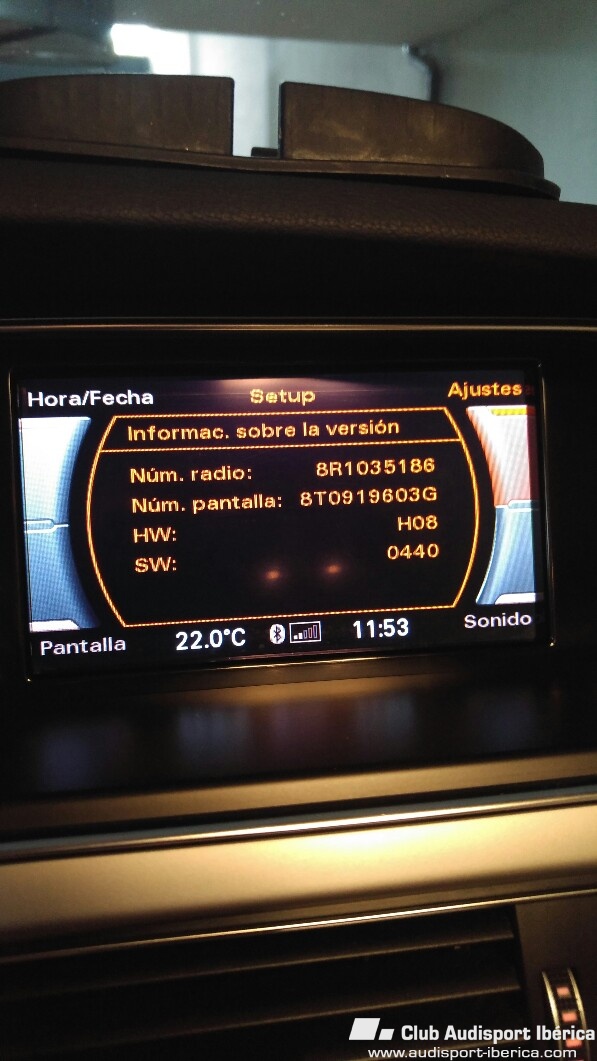 Hora/Fecha Setup Ajustes
Informac. sobre la versión
Núm. radio: 8R1035186
Núm. pantalla: 8T0919603G
HW: H08
SW: 0440
Pantalla 22.0°C 11:53 Sonido
Club Audisport Ibérica
www.audisport-iberica.com